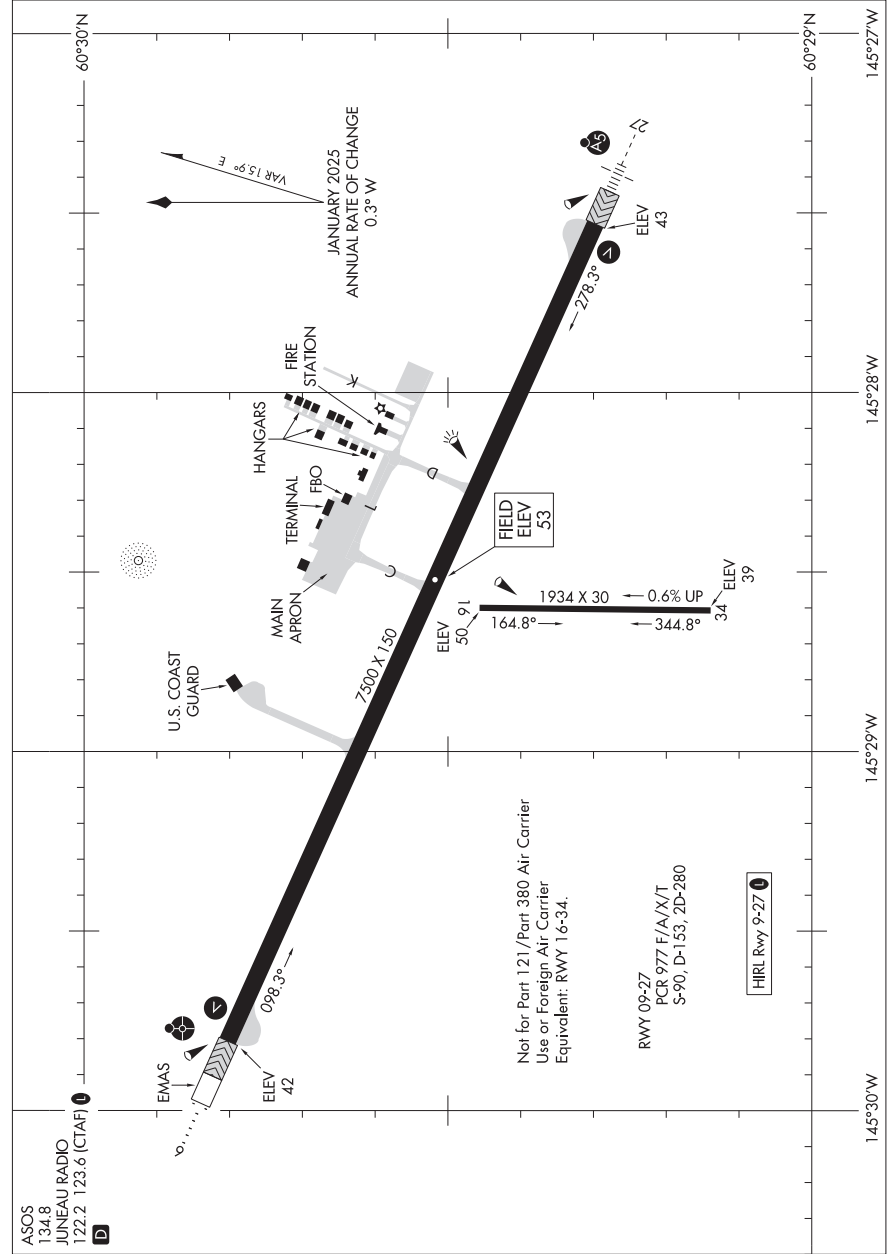 ASOS
134.8
JUNEAU RADIO
122.2 123.6 (CTAF) L
D
60°30'N
60°29'N
145°30'W
145°29'W
145°28'W
145°27'W
VAR 15.9° E
JANUARY 2025
ANNUAL RATE OF CHANGE
0.3° W
EMAS
ELEV
42
V
098.3°
U.S. COAST
GUARD
7500 X 150
MAIN
APRON
TERMINAL
FBO
HANGARS
FIRE
STATION
C
L
D
K
FIELD
ELEV
53
ELEV
50
16
1934 X 30
0.6% UP
164.8°
344.8°
34
ELEV
39
278.3°
V
ELEV
43
A5
27
Not for Part 121/Part 380 Air Carrier
Use or Foreign Air Carrier
Equivalent: RWY 16-34.
RWY 09-27
PCR 977 F/A/X/T
S-90, D-153, 2D-280
HIRL Rwy 9-27 L